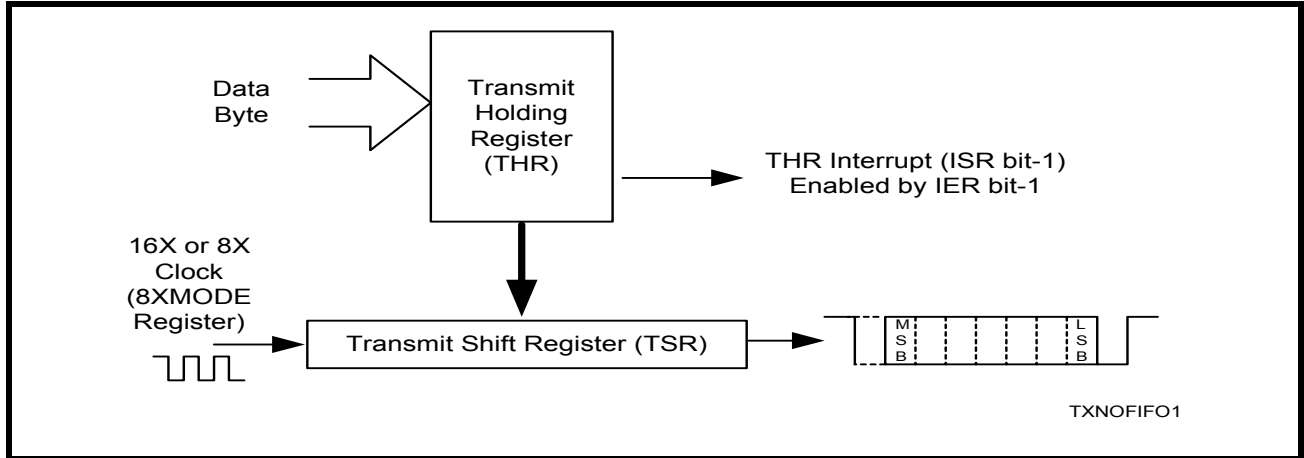 Data
Byte
Transmit
Holding
Register
(THR)
THR Interrupt (ISR bit-1)
Enabled by IER bit-1
16X or 8X
Clock
(8XMODE
Register)
Transmit Shift Register (TSR)
M
S
B
L
S
B
TXNOFIFO1